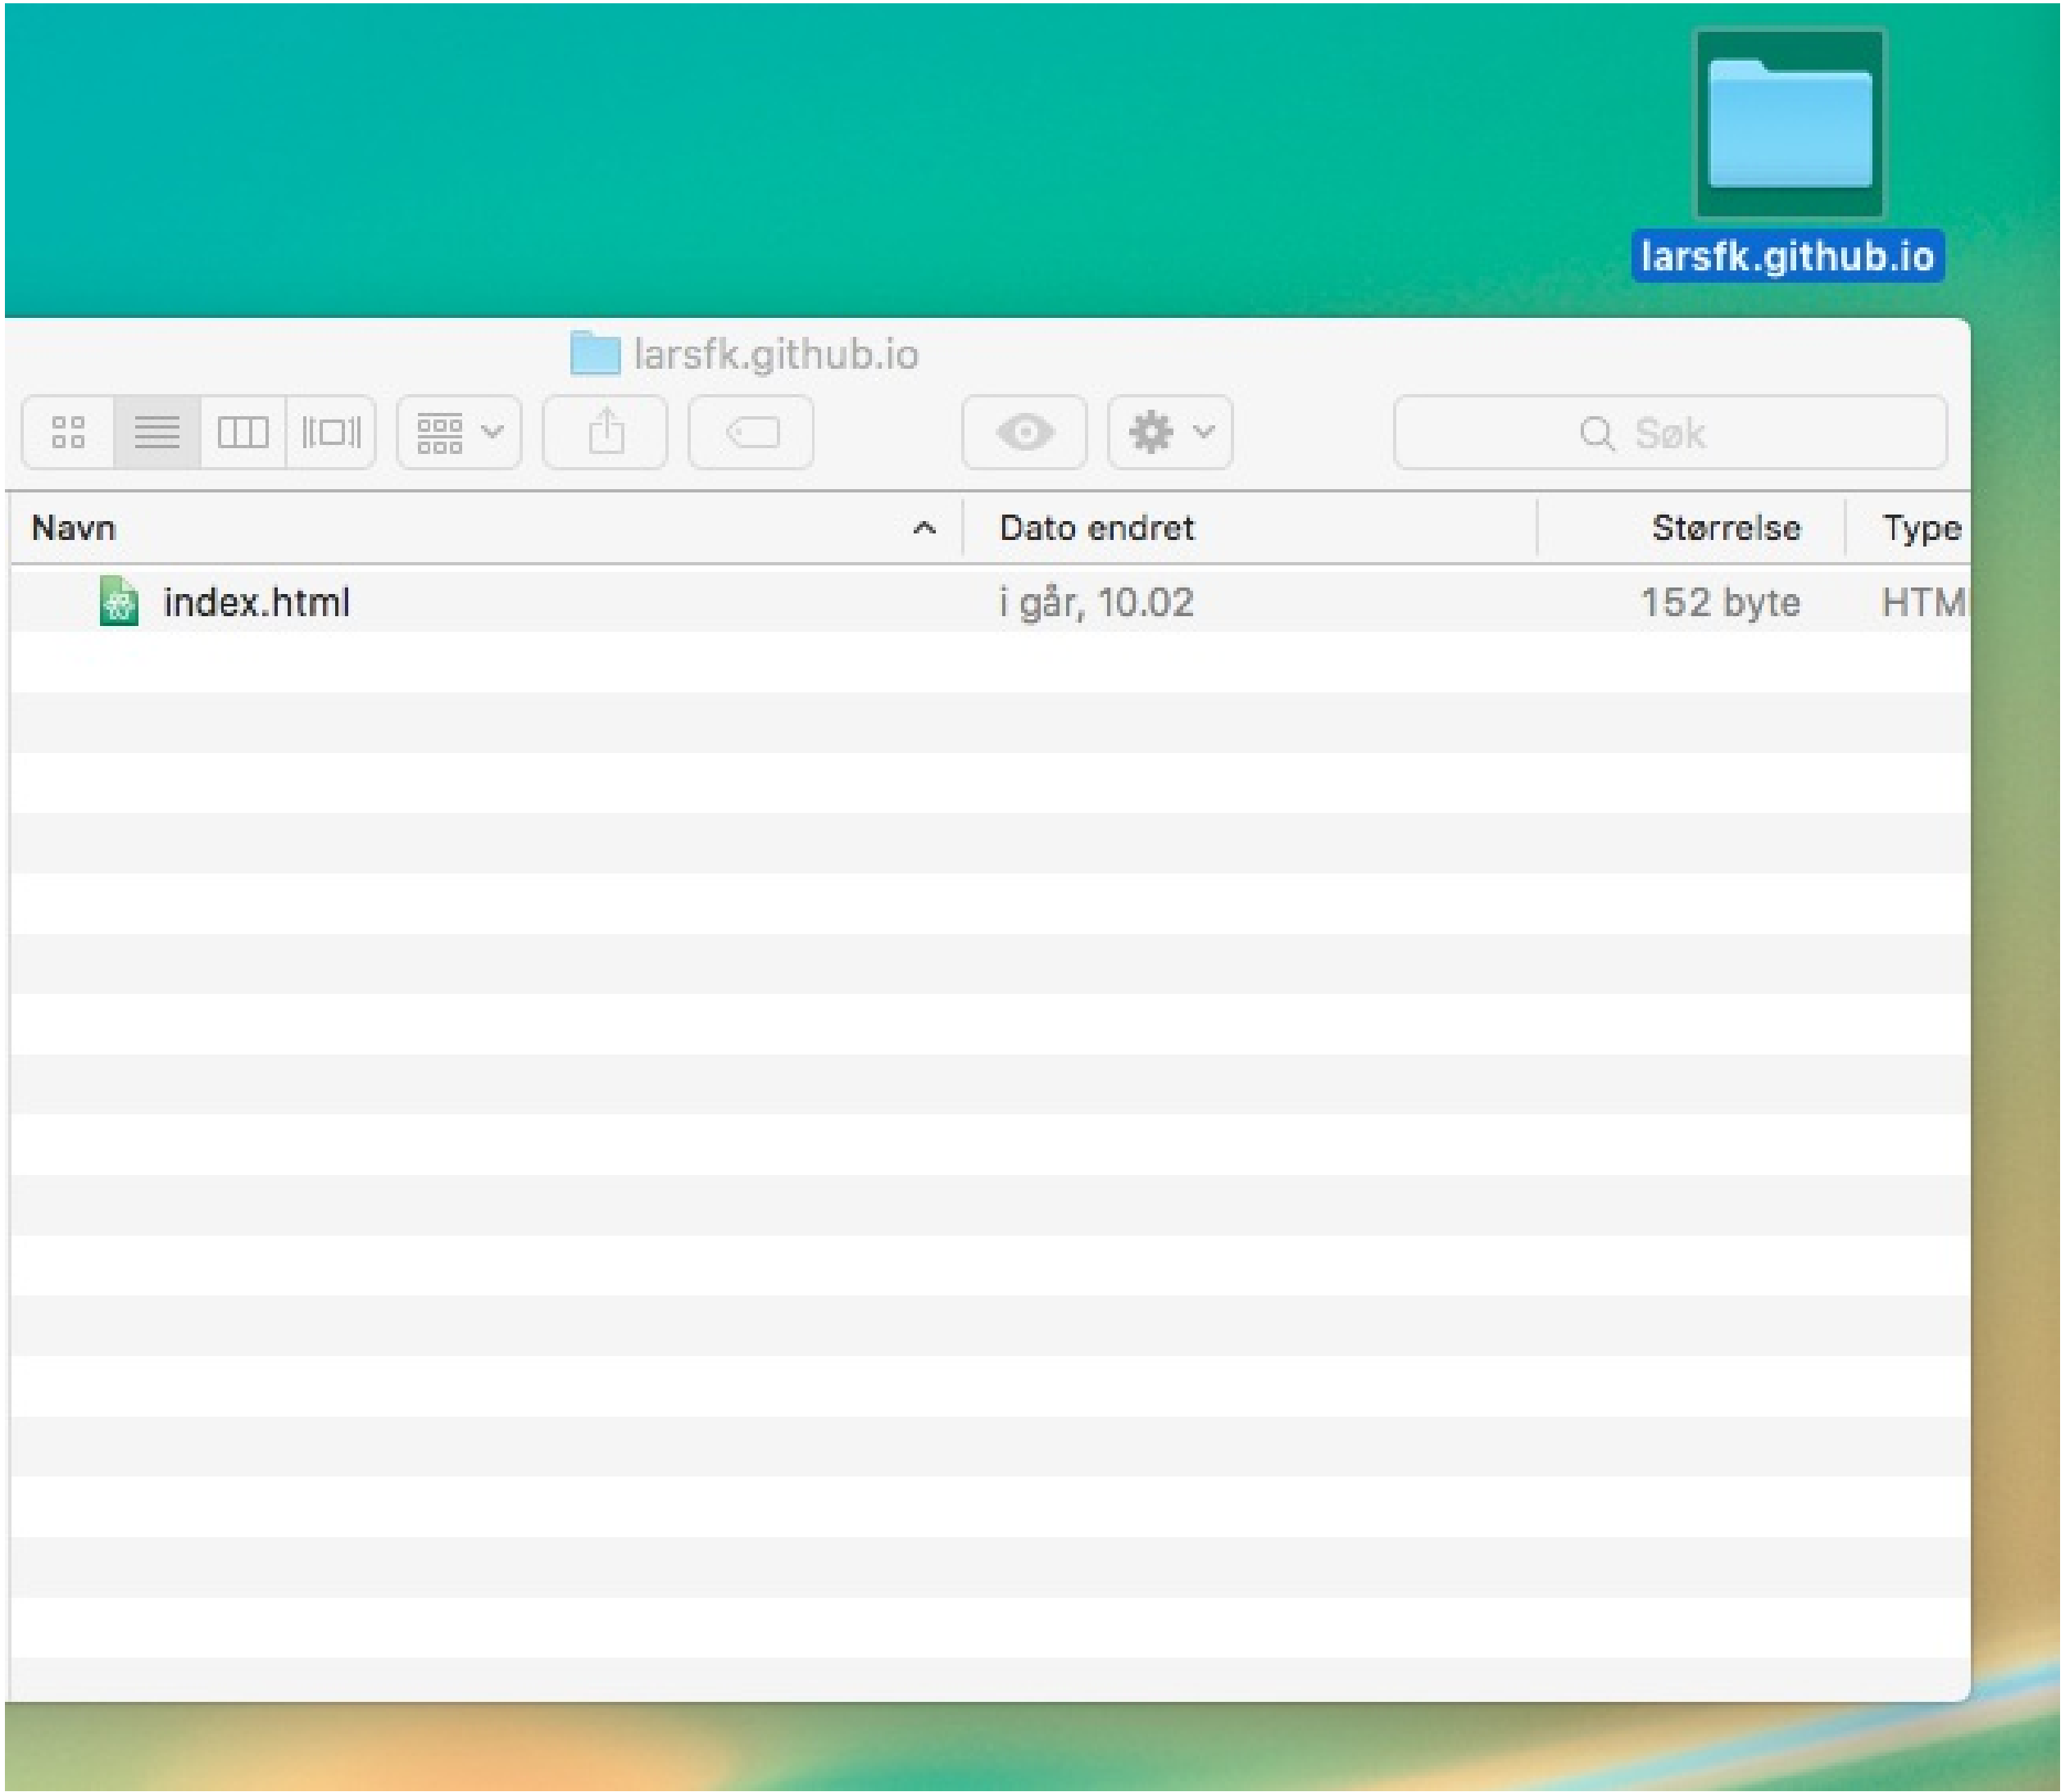 larsfk.github.io
larsfk.github.io
Søk
Navn Dato endret Størrelse Type
index.html i går, 10.02 152 byte HTM